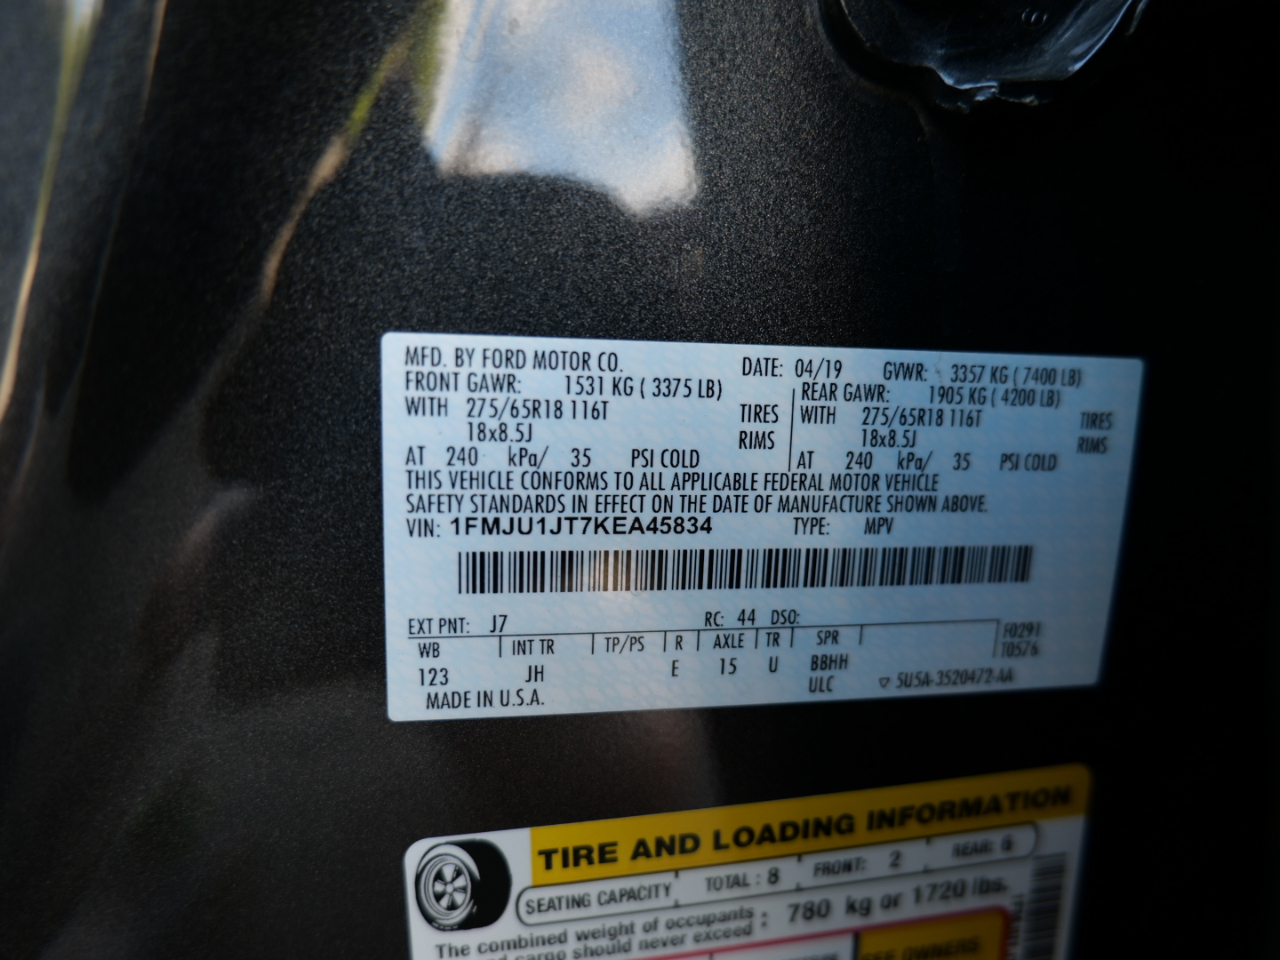 MFD. BY FORD MOTOR CO. DATE: 04/19 GVWR: 3357 KG ( 7400 LB)
FRONT GAWR: 1531 KG ( 3375 LB) REAR GAWR: 1905 KG ( 4200 LB)
WITH 275/65R18 116T TIRES WITH 275/65R18 116T TIRES
18x8.5J RIMS 18x8.5J RIMS
AT 240 kPa/ 35 PSI COLD AT 240 kPa/ 35 PSI COLD
THIS VEHICLE CONFORMS TO ALL APPLICABLE FEDERAL MOTOR VEHICLE
SAFETY STANDARDS IN EFFECT ON THE DATE OF MANUFACTURE SHOWN ABOVE.
VIN: 1FMJU1JT7KEA45834 TYPE: MPV
EXT PNT: J7 RC: 44 DSO:
WB INT TR TP/PS R AXLE TR SPR F0291
T0576
123 JH E 15 U BBHH
ULC ▽ 5U5A-3520472-AA
MADE IN U.S.A.
TIRE AND LOADING INFORMATION
SEATING CAPACITY TOTAL : 8 FRONT: 2 REAR: 6
The combined weight of occupants : 780 kg or 1720 lbs.
cargo should never exceed
OWNERS